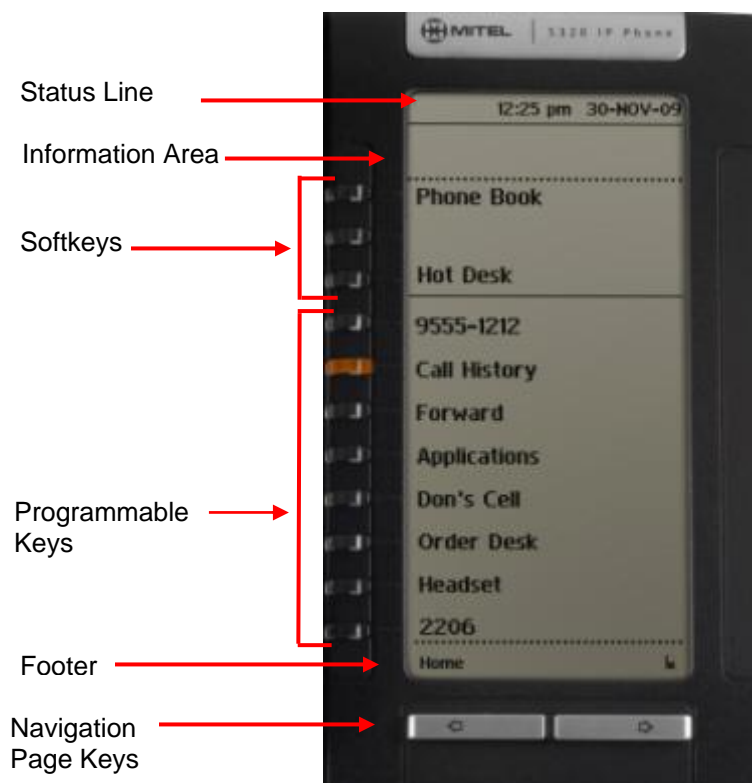 MITEL | 5320 IP Phone
Status Line
12:25 pm 30-NOV-09
Information Area
Phone Book
Softkeys
Hot Desk
9555-1212
Call History
Forward
Applications
Don's Cell
Programmable
Keys
Order Desk
Headset
2206
Footer
Home
Navigation
Page Keys